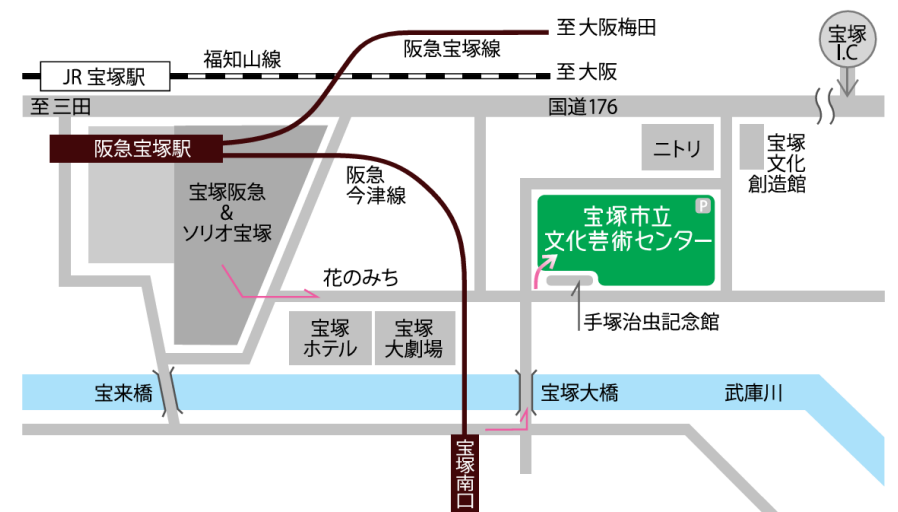 至 大阪梅田
宝塚
I.C
阪急宝塚線
福知山線
JR 宝塚駅
至 大阪
至 三田
国道176
阪急宝塚駅
ニトリ
宝塚
文化
創造館
阪急
今津線
宝塚阪急
&
ソリオ宝塚
P
宝塚市立
文化芸術センター
花のみち
手塚治虫記念館
宝塚
ホテル
宝塚
大劇場
宝来橋
宝塚大橋
武庫川
宝塚南口